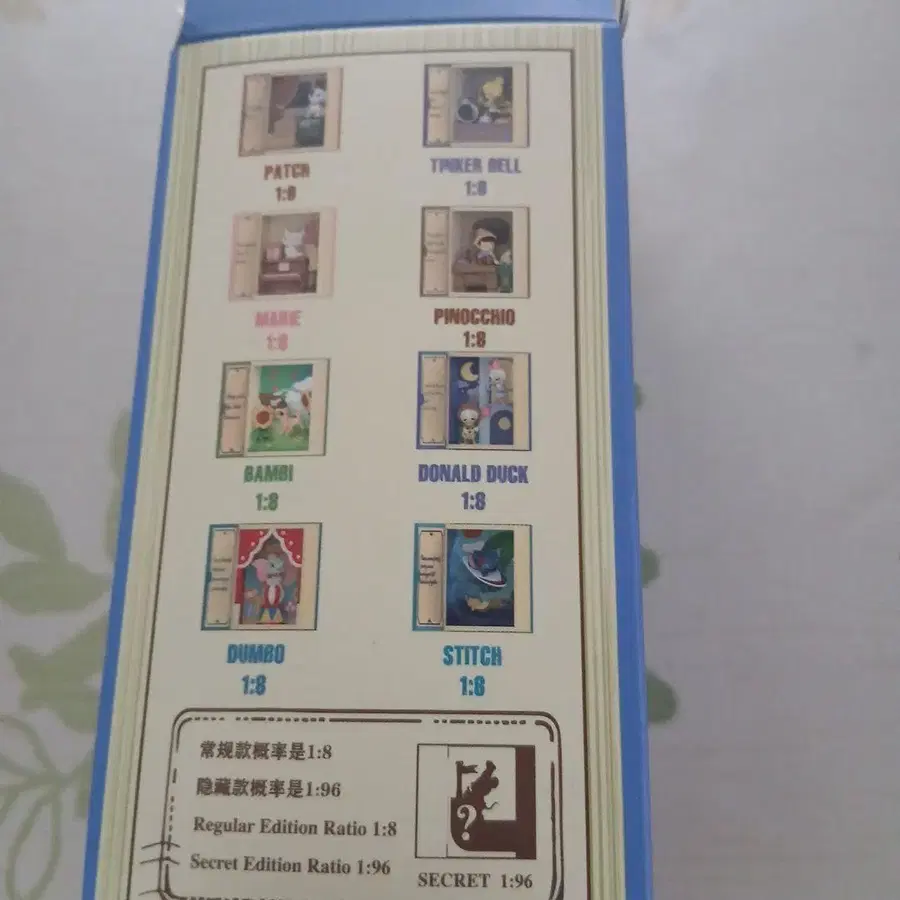 PATCH
1:8
TINKER BELL
1:8
MARIE
1:8
PINOCCHIO
1:8
BAMBI
1:8
DONALD DUCK
1:8
DUMBO
1:8
STITCH
1:8
常规款概率是1:8
隐藏款概率是1:96
Regular Edition Ratio 1:8
Secret Edition Ratio 1:96
?
SECRET 1:96